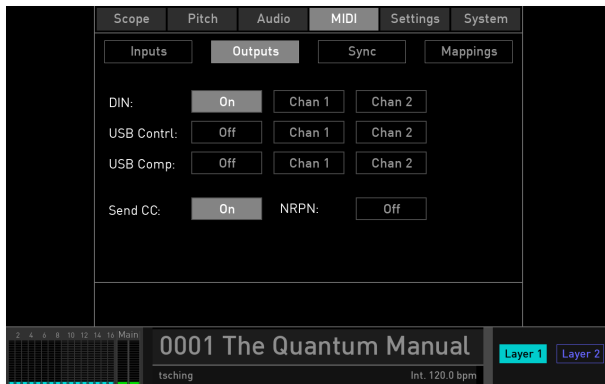 Scope Pitch Audio MIDI Settings System
Inputs Outputs Sync Mappings
DIN: On Chan 1 Chan 2
USB Contrl: Off Chan 1 Chan 2
USB Comp: Off Chan 1 Chan 2
Send CC: On NRPN: Off
2 4 6 8 10 12 14 16 Main
0001 The Quantum Manual
tsching Int. 120.0 bpm
Layer 1 Layer 2